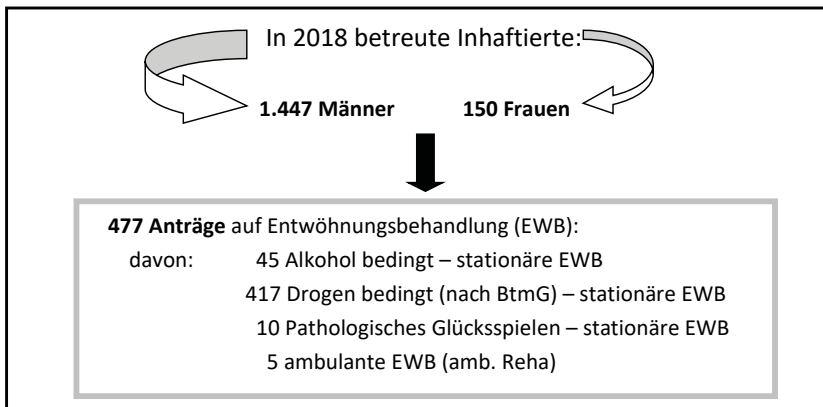 In 2018 betreute Inhaftierte:
1.447 Männer 150 Frauen
477 Anträge auf Entwöhnungsbehandlung (EWB):
davon: 45 Alkohol bedingt – stationäre EWB
417 Drogen bedingt (nach BtmG) – stationäre EWB
10 Pathologisches Glücksspielen – stationäre EWB
5 ambulante EWB (amb. Reha)